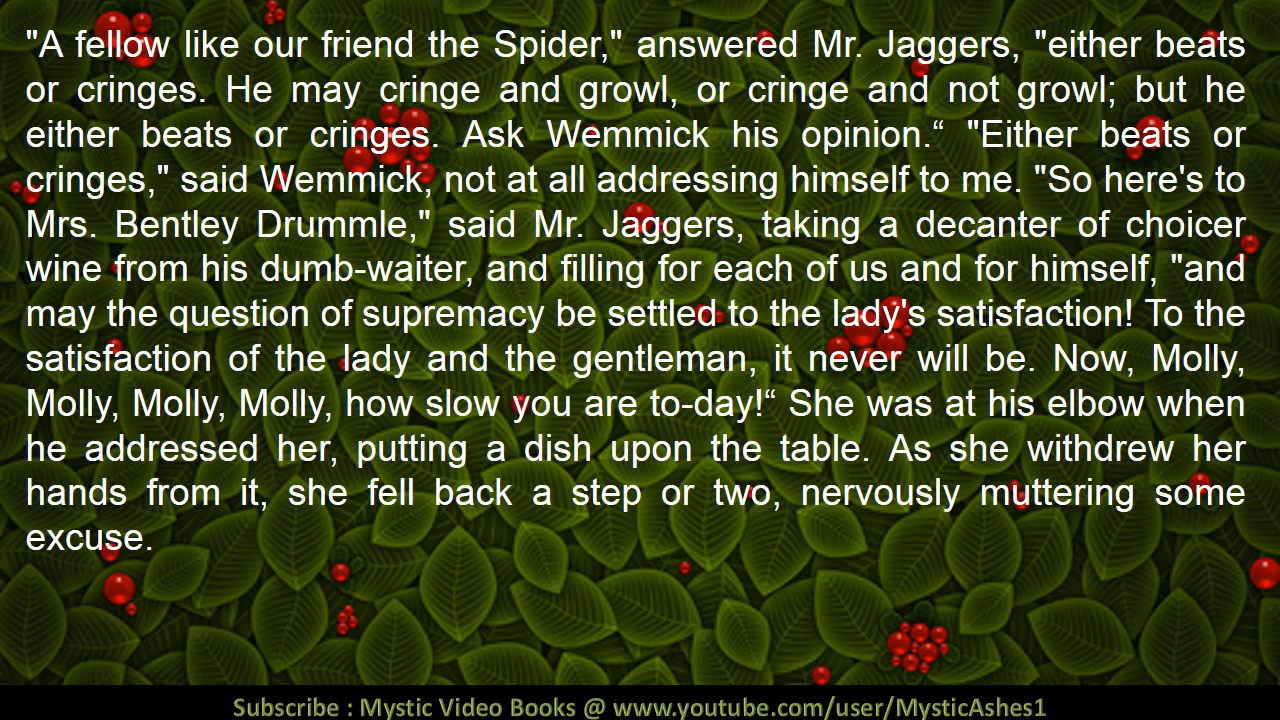 "A fellow like our friend the Spider," answered Mr. Jaggers, "either beats
or cringes. He may cringe and growl, or cringe and not growl; but he
either beats or cringes. Ask Wemmick his opinion.“ "Either beats or
cringes," said Wemmick, not at all addressing himself to me. "So here's to
Mrs. Bentley Drummle," said Mr. Jaggers, taking a decanter of choicer
wine from his dumb-waiter, and filling for each of us and for himself, "and
may the question of supremacy be settled to the lady's satisfaction! To the
satisfaction of the lady and the gentleman, it never will be. Now, Molly,
Molly, Molly, Molly, how slow you are to-day!“ She was at his elbow when
he addressed her, putting a dish upon the table. As she withdrew her
hands from it, she fell back a step or two, nervously muttering some
excuse.
Subscribe : Mystic Video Books @ www.youtube.com/user/MysticAshes1